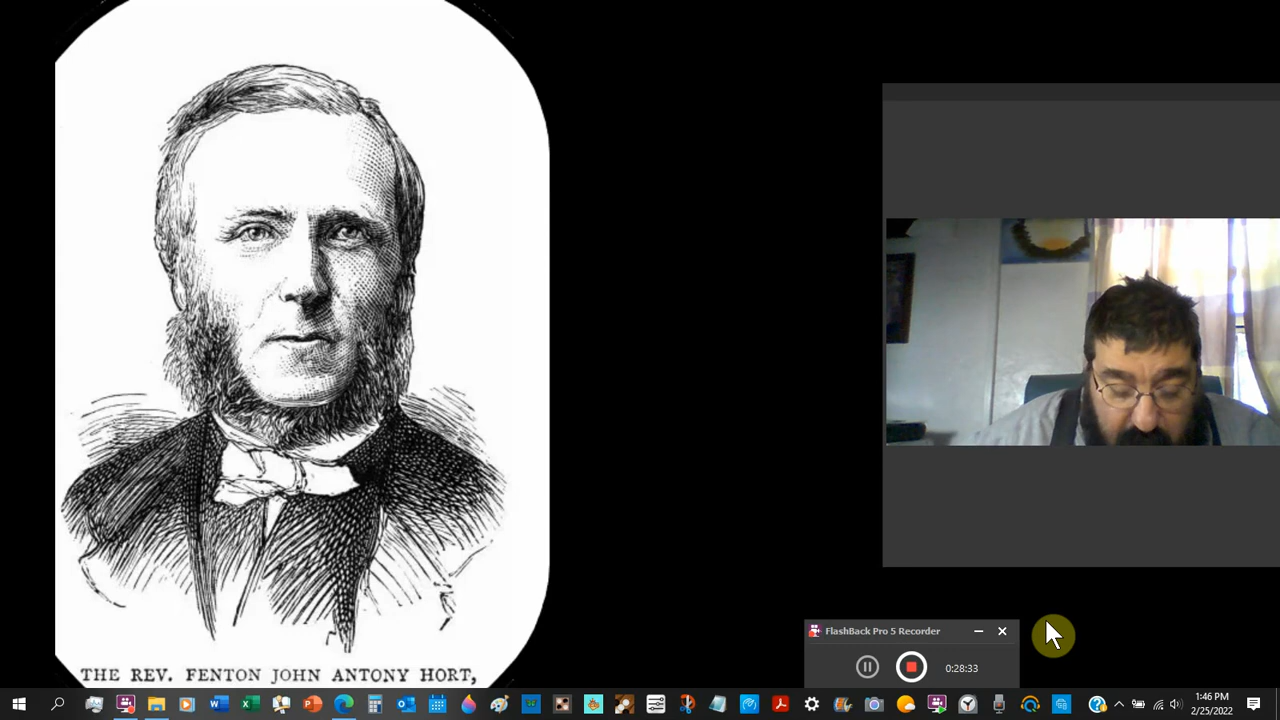 THE REV. FENTON JOHN ANTONY HORT,
FlashBack Pro 5 Recorder
0:28:33
1:46 PM
2/25/2022